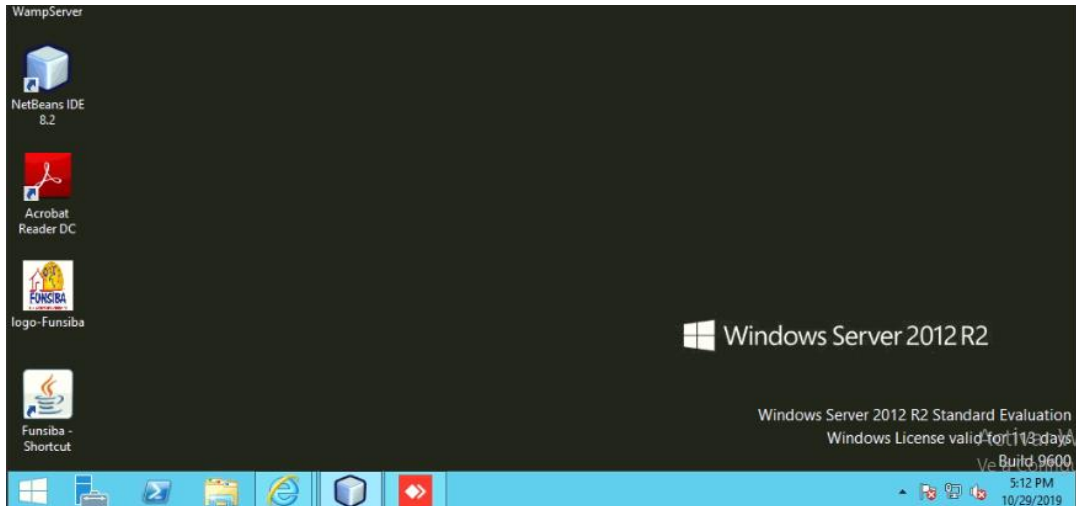 WampServer
NetBeans IDE
8.2
Acrobat
Reader DC
FONSIBA
logo-Funsiba
Funsiba -
Shortcut
Windows Server 2012 R2
Windows Server 2012 R2 Standard Evaluation
Windows License valid for 113 days
Build 9600
5:12 PM
10/29/2019